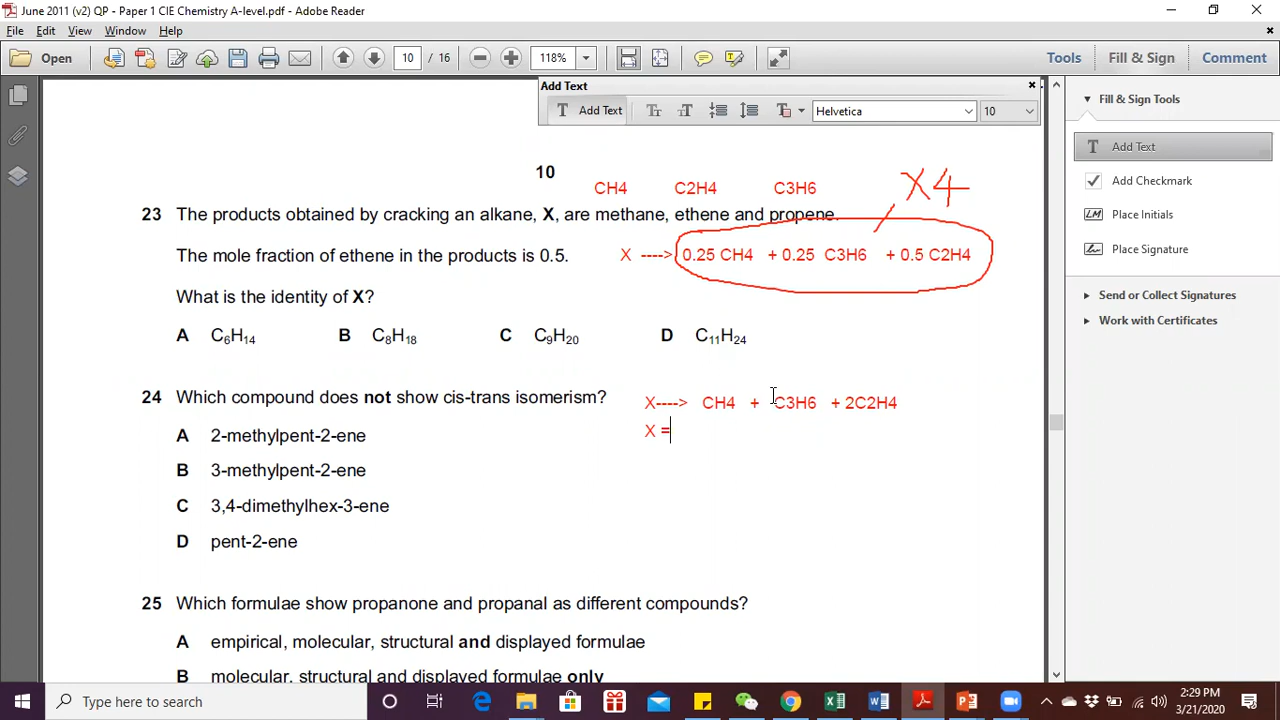 June 2011 (v2) QP - Paper 1 CIE Chemistry A-level.pdf - Adobe Reader
File Edit View Window Help
Open 10 / 16 118% Tools Fill & Sign Comment
Add Text
T Add Text Helvetica 10
Fill & Sign Tools
T Add Text
Add Checkmark
LM Place Initials
Place Signature
Send or Collect Signatures
Work with Certificates
10
CH4 C2H4 C3H6 X4
23 The products obtained by cracking an alkane, X, are methane, ethene and propene.
The mole fraction of ethene in the products is 0.5. X ----> 0.25 CH4 + 0.25 C3H6 + 0.5 C2H4
What is the identity of X?
A C₆H₁₄ B C₈H₁₈ C C₉H₂₀ D C₁₁H₂₄
24 Which compound does not show cis-trans isomerism? X----> CH4 + C3H6 + 2C2H4
X =
A 2-methylpent-2-ene
B 3-methylpent-2-ene
C 3,4-dimethylhex-3-ene
D pent-2-ene
25 Which formulae show propanone and propanal as different compounds?
A empirical, molecular, structural and displayed formulae
B molecular, structural and displayed formulae only
Type here to search
2:29 PM
3/21/2020